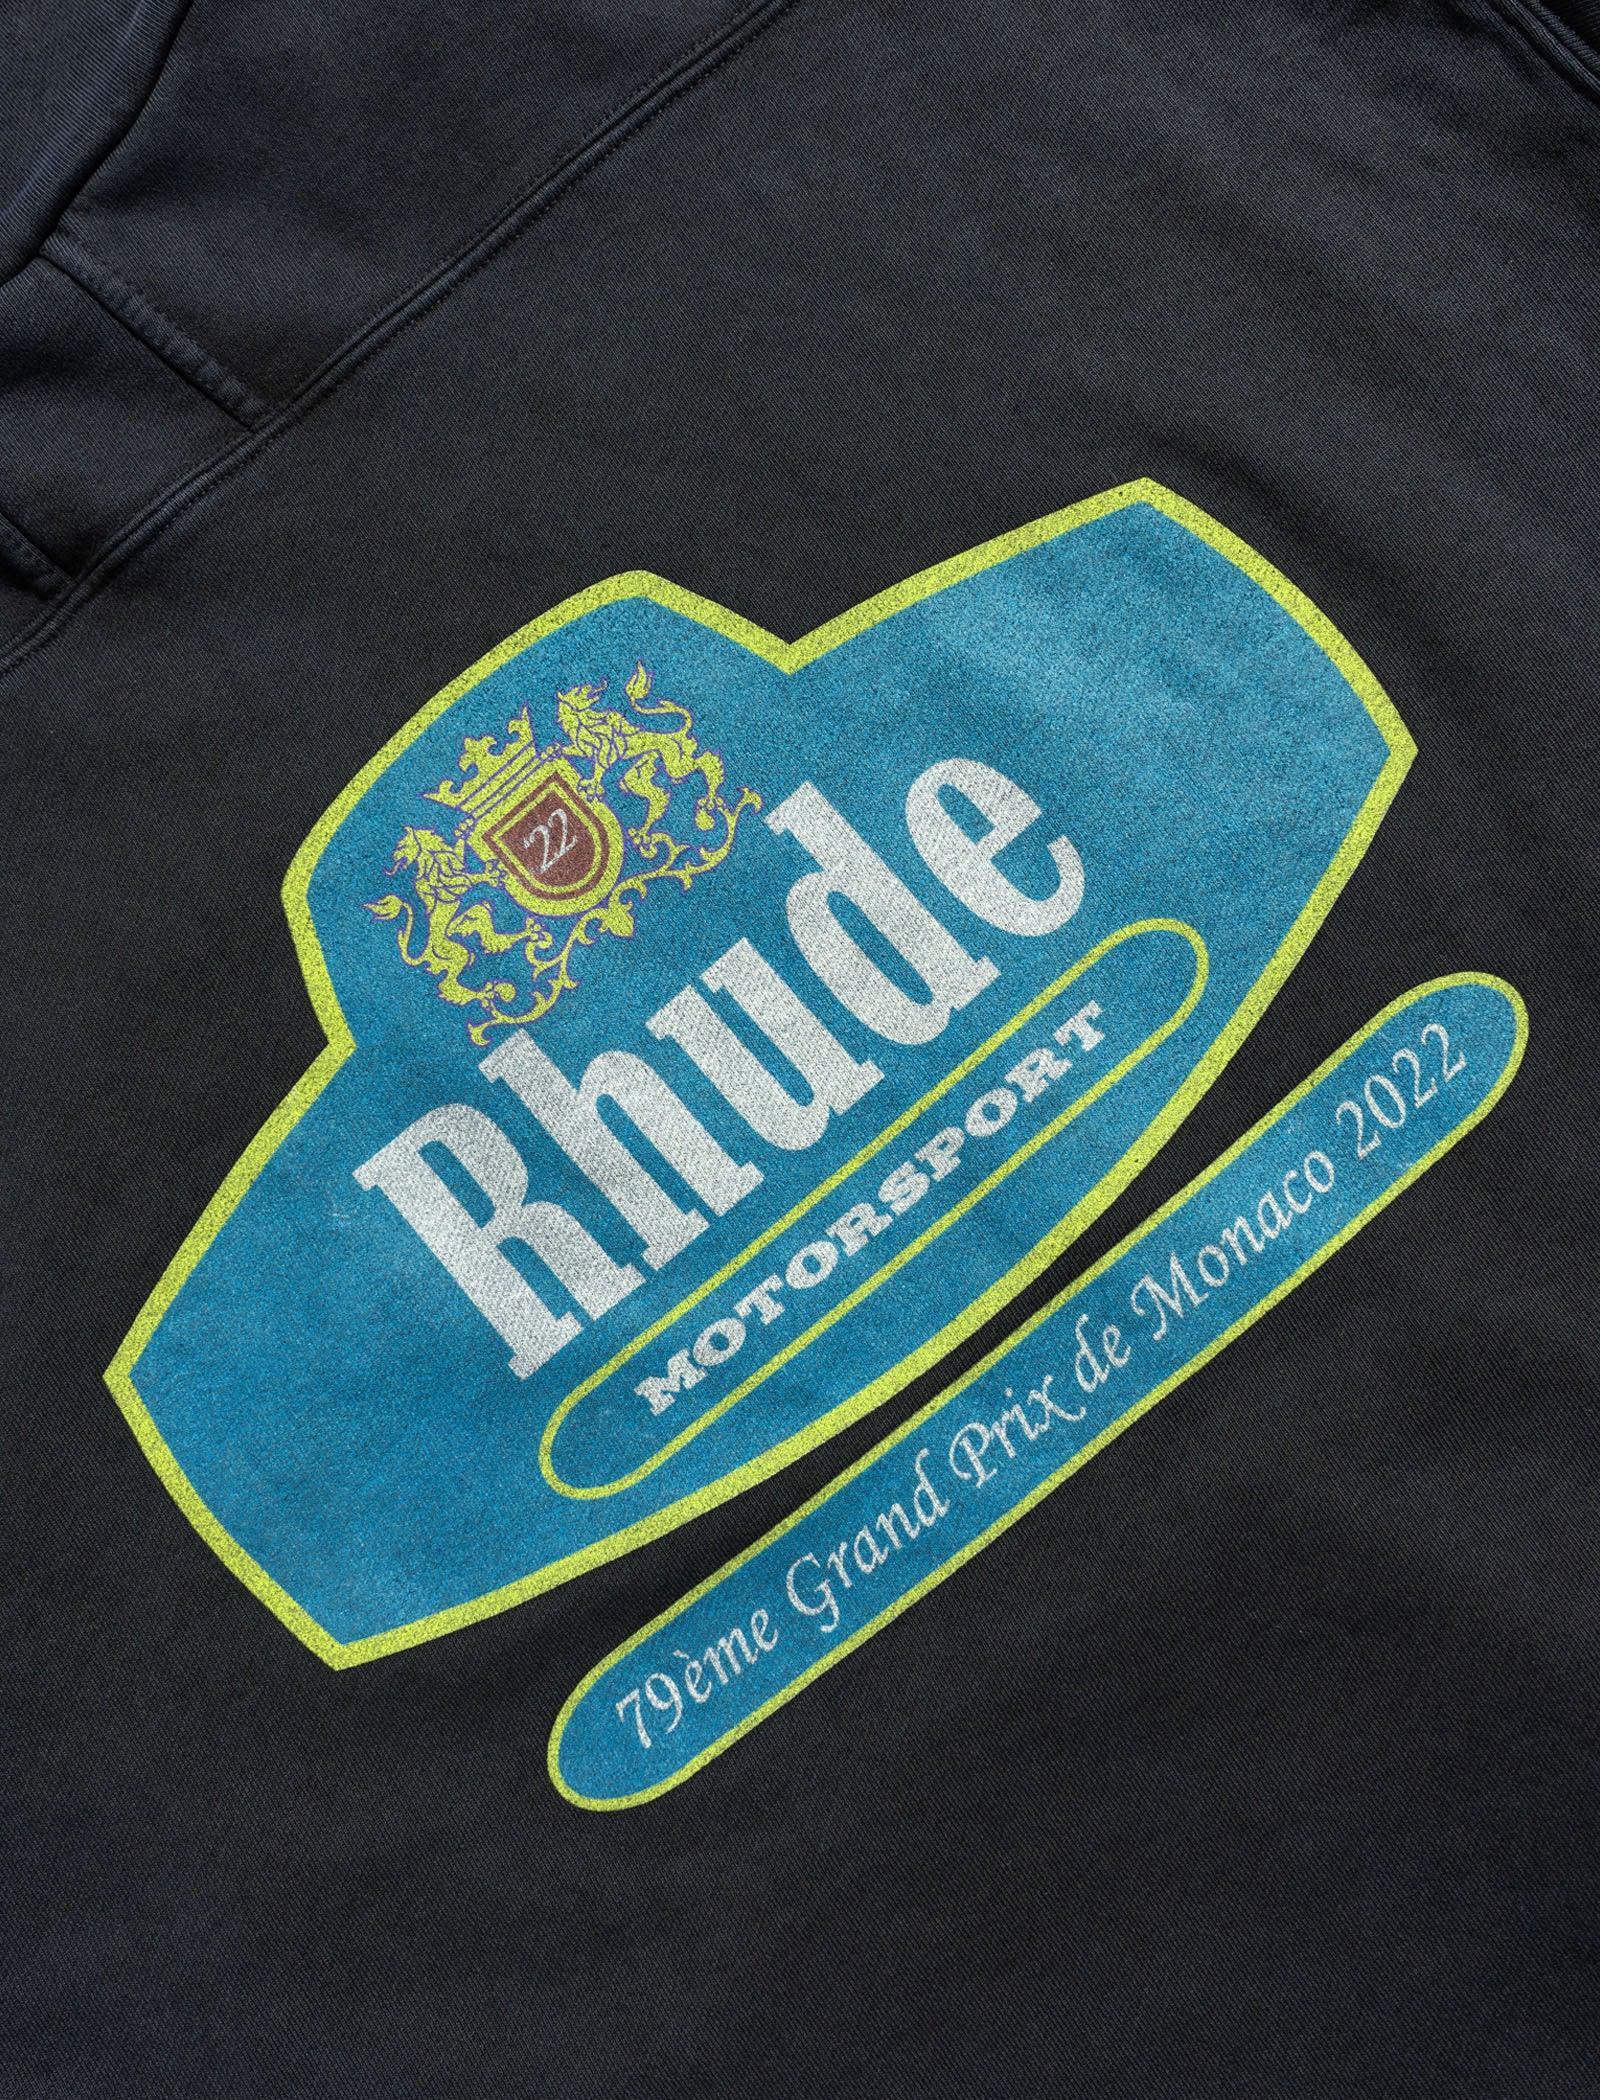 '22
Rhude
MOTORSPORT
79ème Grand Prix de Monaco 2022